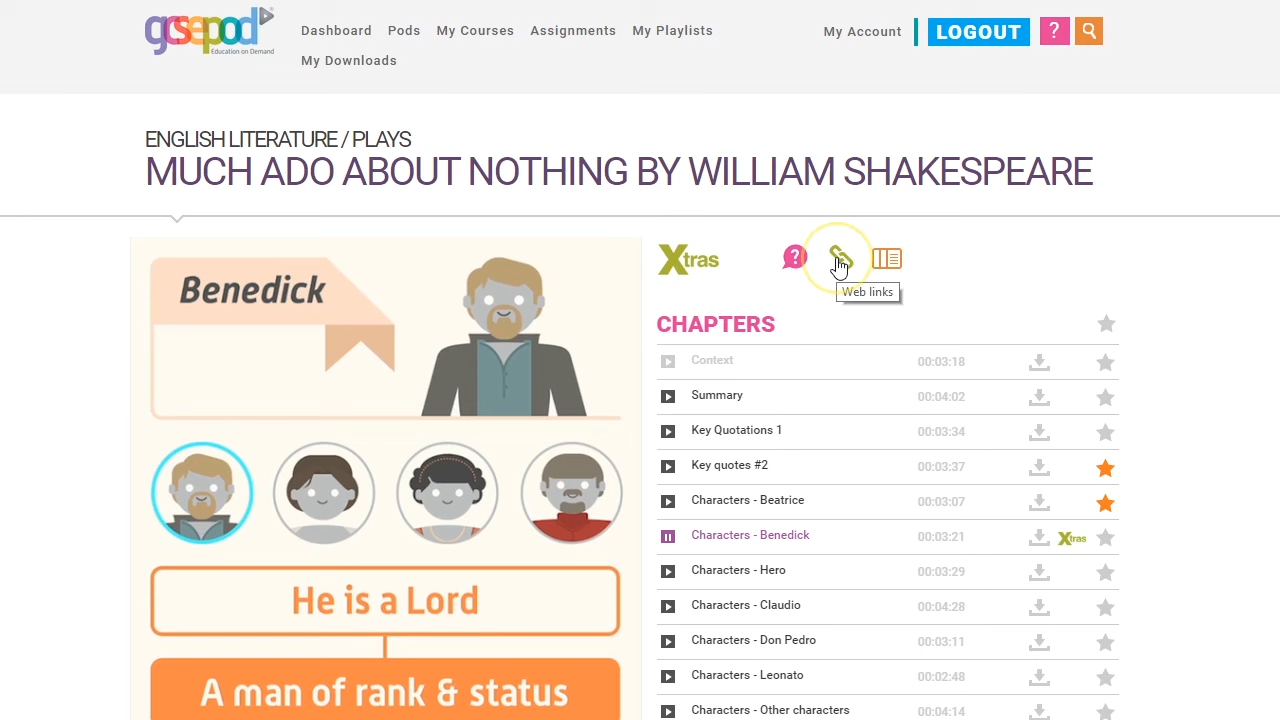 gcsepod
Education on Demand
Dashboard Pods My Courses Assignments My Playlists
My Downloads
My Account
LOGOUT
?
ENGLISH LITERATURE / PLAYS
MUCH ADO ABOUT NOTHING BY WILLIAM SHAKESPEARE
Benedick
He is a Lord
A man of rank & status
Xtras
?
Web links
CHAPTERS
Context 00:03:18
Summary 00:04:02
Key Quotations 1 00:03:34
Key quotes #2 00:03:37
Characters - Beatrice 00:03:07
Characters - Benedick 00:03:21 Xtras
Characters - Hero 00:03:29
Characters - Claudio 00:04:28
Characters - Don Pedro 00:03:11
Characters - Leonato 00:02:48
Characters - Other characters 00:04:14